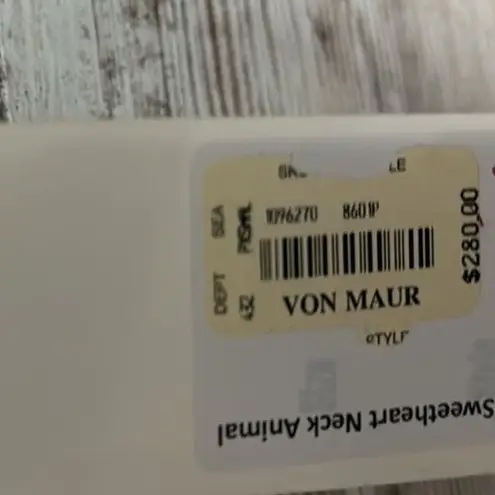 DEPT SEA
432
1096270 8601P
VON MAUR
$280.00
Sweetheart Neck Animal